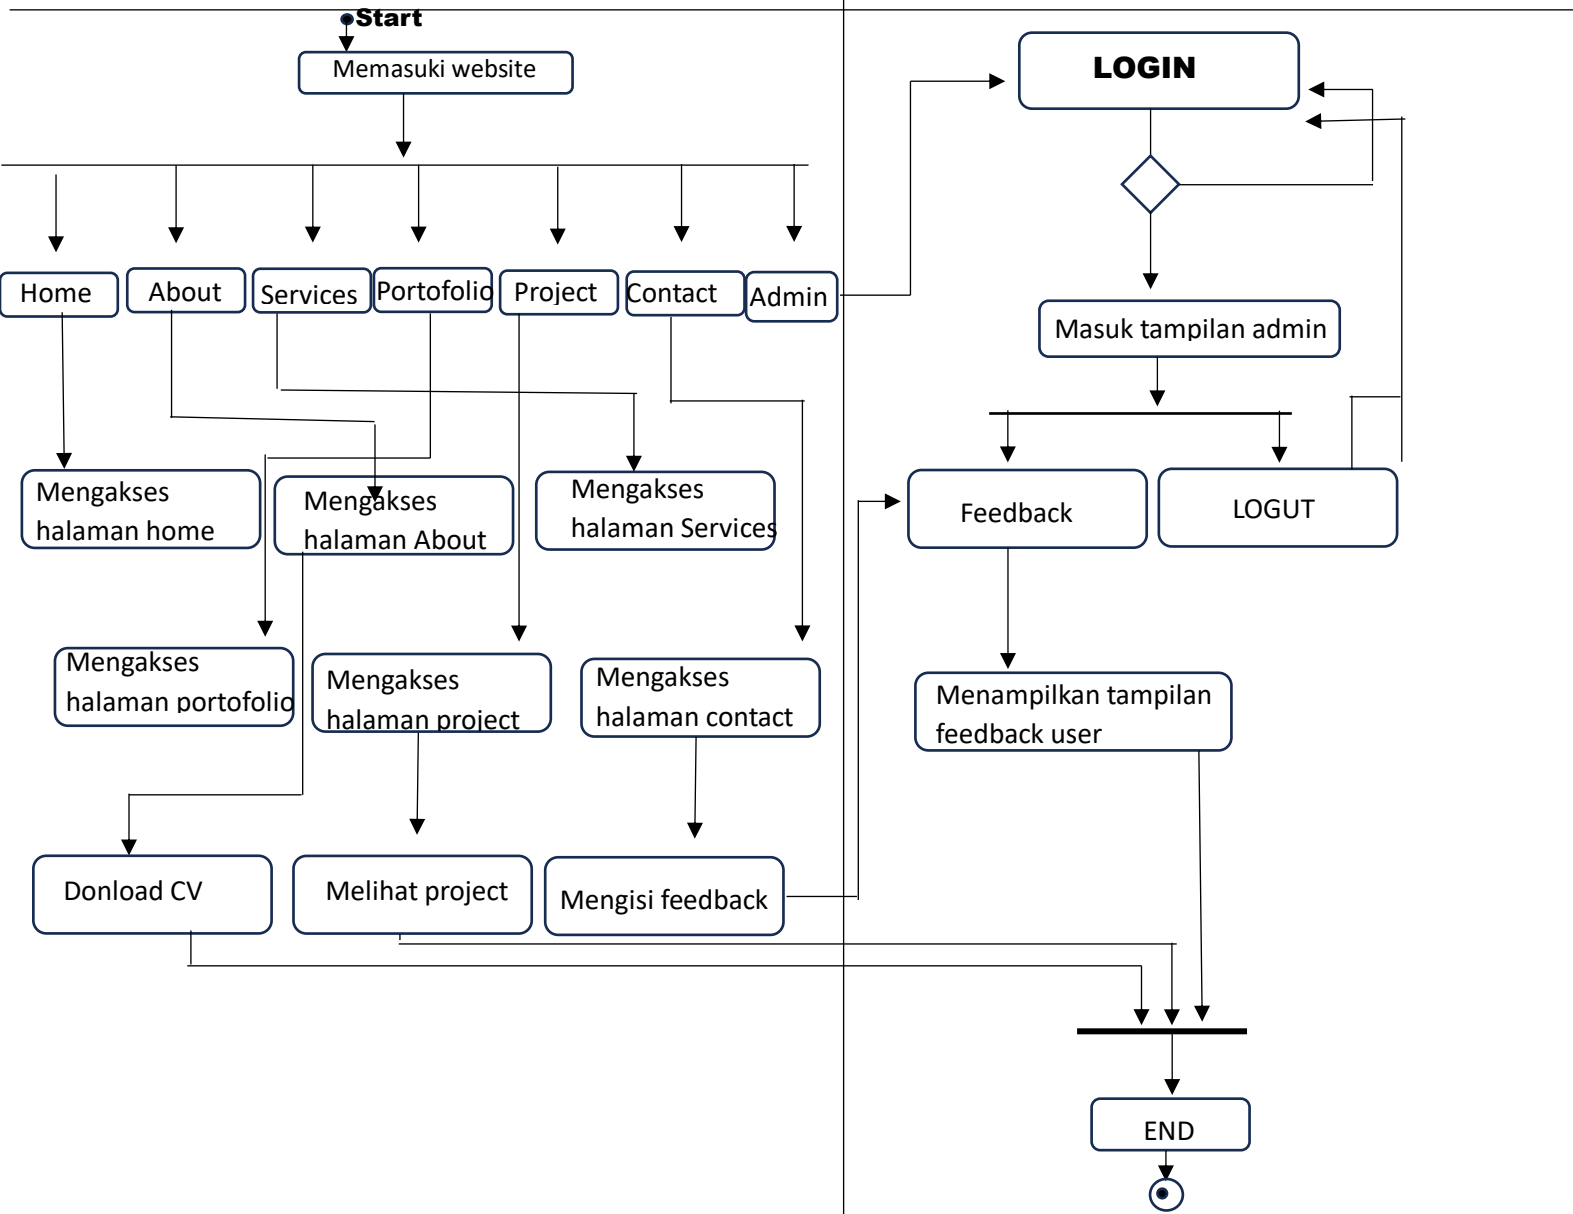 Start
Memasuki website
LOGIN
Home
About
Services
Portofolio
Project
Contact
Admin
Masuk tampilan admin
Mengakses
halaman home
Mengakses
halaman About
Mengakses
halaman Services
Feedback
LOGUT
Mengakses
halaman portofolio
Mengakses
halaman project
Mengakses
halaman contact
Menampilkan tampilan
feedback user
Donload CV
Melihat project
Mengisi feedback
END